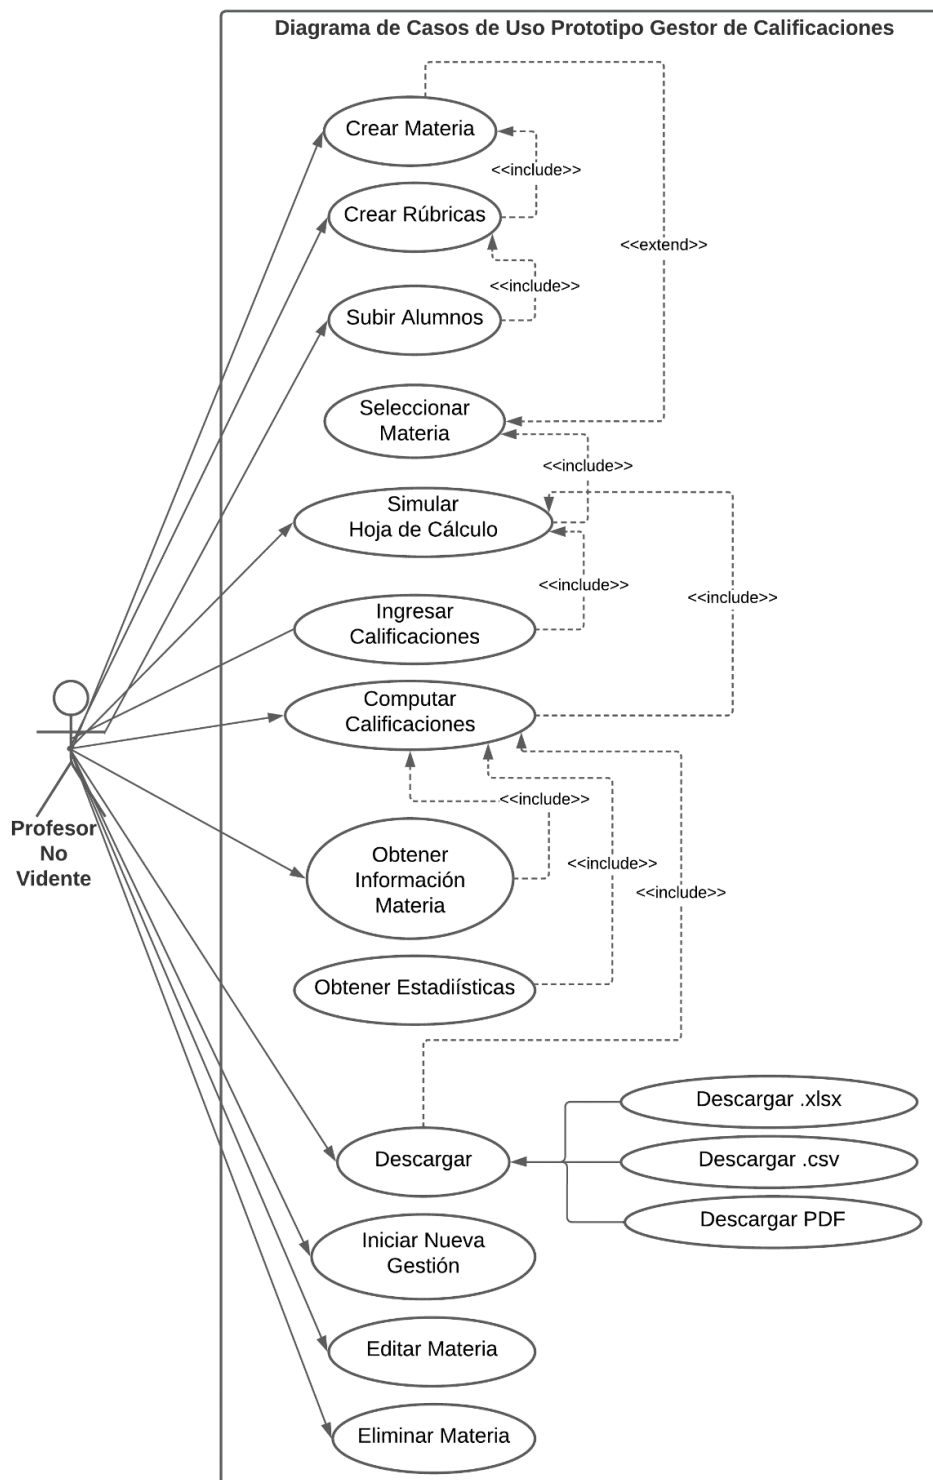 Diagrama de Casos de Uso Prototipo Gestor de Calificaciones
Crear Materia
<<include>>
Crear Rúbricas
<<extend>>
<<include>>
Subir Alumnos
Seleccionar
Materia
<<include>>
Simular
Hoja de Cálculo
<<include>>
<<include>>
Ingresar
Calificaciones
Computar
Calificaciones
Profesor
No
Vidente
<<include>>
Obtener
Información
Materia
<<include>>
<<include>>
Obtener Estadiísticas
Descargar .xlsx
Descargar
Descargar .csv
Descargar PDF
Iniciar Nueva
Gestión
Editar Materia
Eliminar Materia